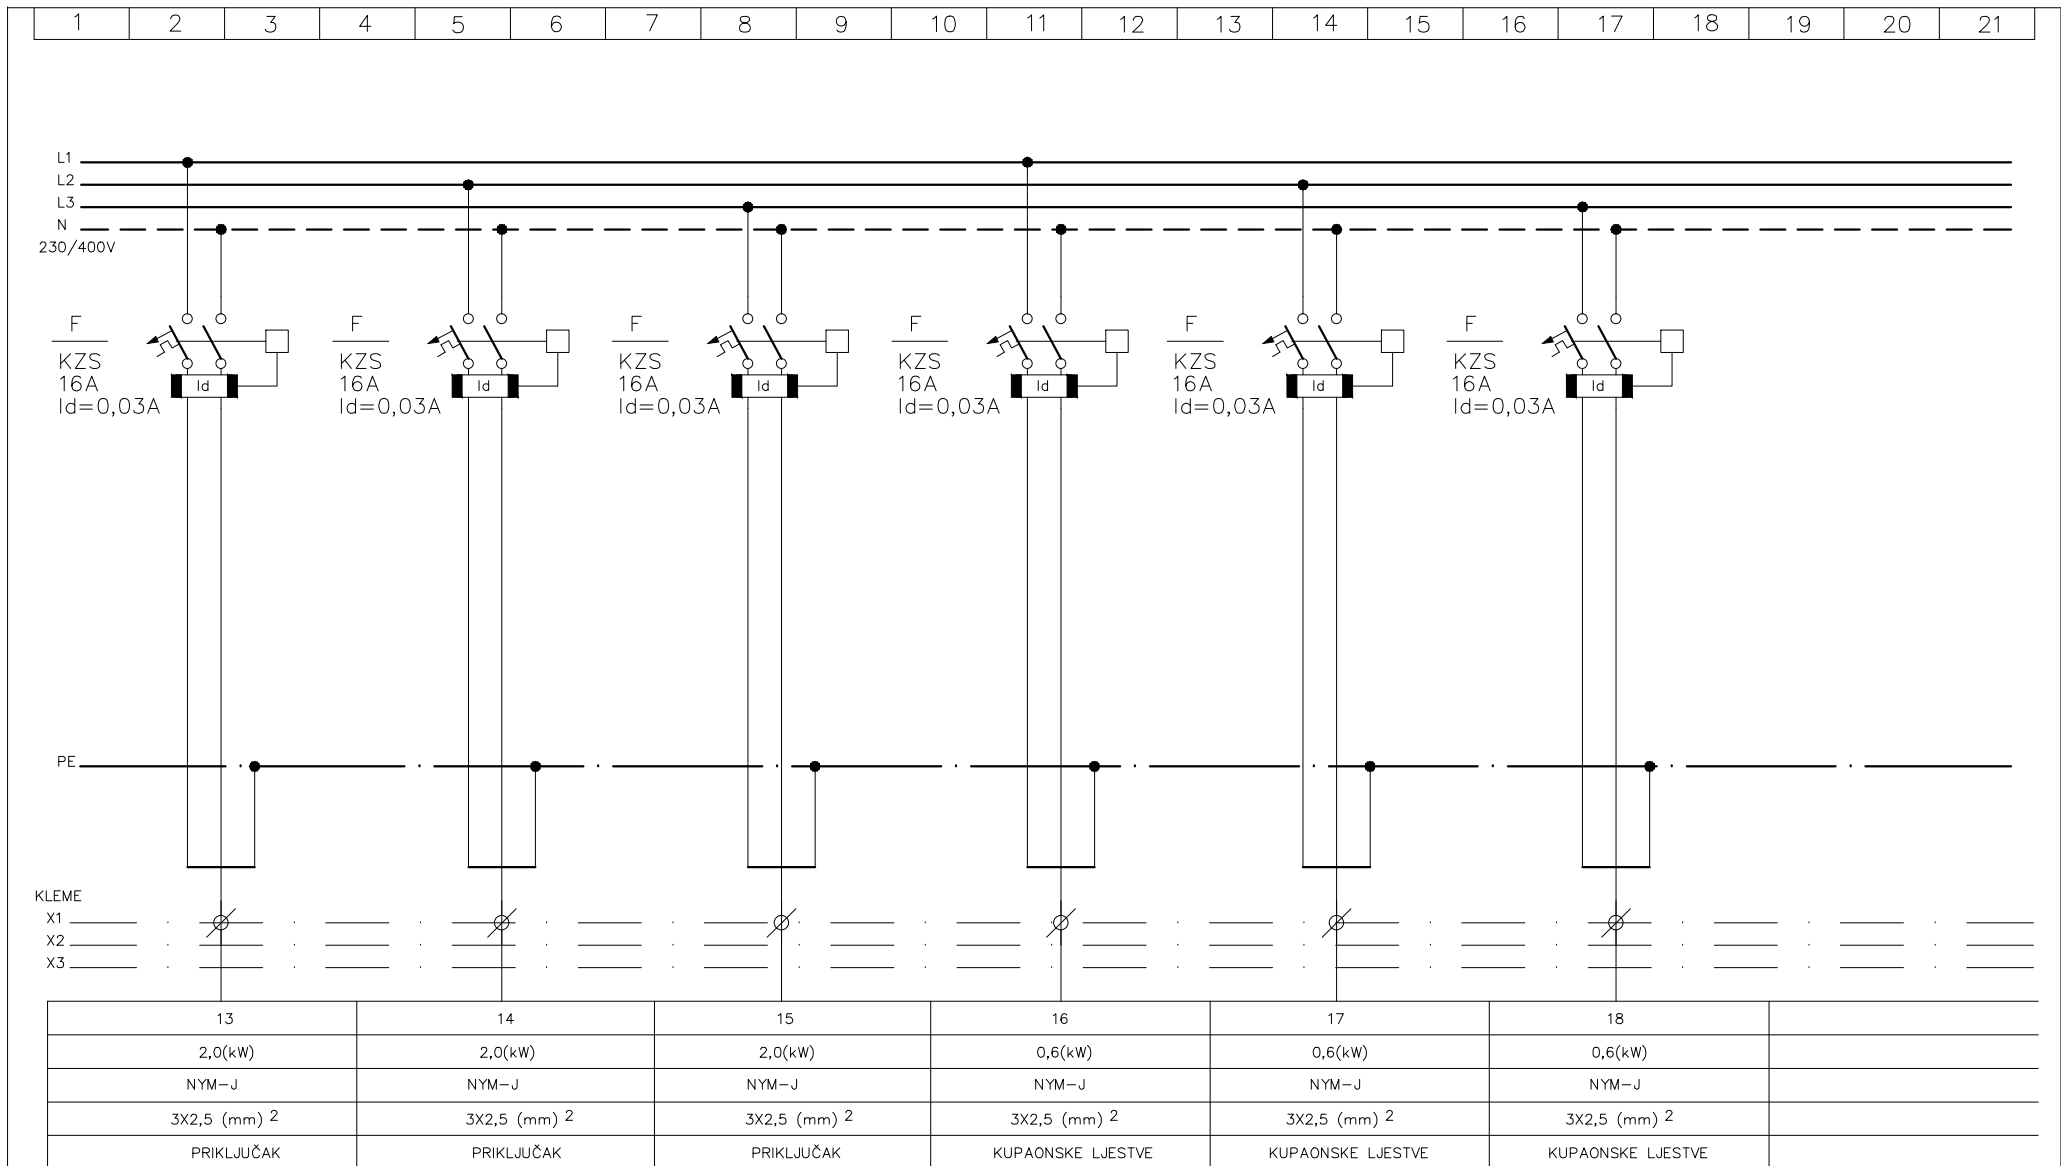 1 2 3 4 5 6 7 8 9 10 11 12 13 14 15 16 17 18 19 20 21
L1
L2
L3
N
230/400V
F F F F F F
KZS KZS KZS KZS KZS KZS
16A 16A 16A 16A 16A 16A
Id Id Id Id Id Id
Id=0,03A Id=0,03A Id=0,03A Id=0,03A Id=0,03A Id=0,03A
PE
KLEME
X1
X2
X3
13 14 15 16 17 18
2,0(kW) 2,0(kW) 2,0(kW) 0,6(kW) 0,6(kW) 0,6(kW)
NYM-J NYM-J NYM-J NYM-J NYM-J NYM-J
3X2,5 (mm) 2 3X2,5 (mm) 2 3X2,5 (mm) 2 3X2,5 (mm) 2 3X2,5 (mm) 2 3X2,5 (mm) 2
PRIKLJUČAK PRIKLJUČAK PRIKLJUČAK KUPAONSKE LJESTVE KUPAONSKE LJESTVE KUPAONSKE LJESTVE